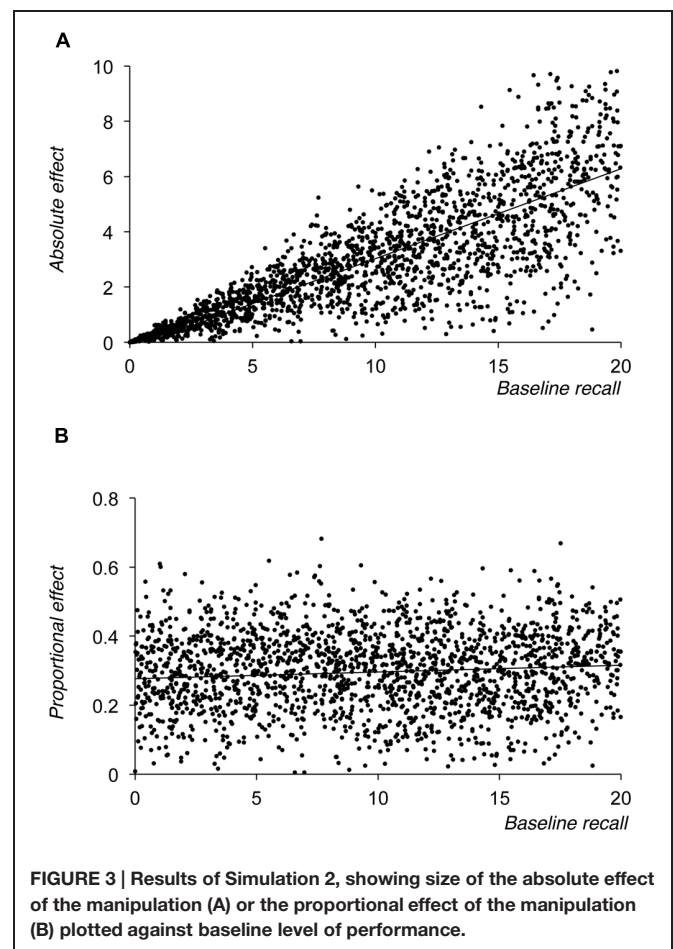 A
10
8
6
4
2
0
Absolute effect
0 5 10 15 20
Baseline recall
B
0.8
0.6
0.4
0.2
0
Proportional effect
0 5 10 15 20
Baseline recall
FIGURE 3 | Results of Simulation 2, showing size of the absolute effect
of the manipulation (A) or the proportional effect of the manipulation
(B) plotted against baseline level of performance.